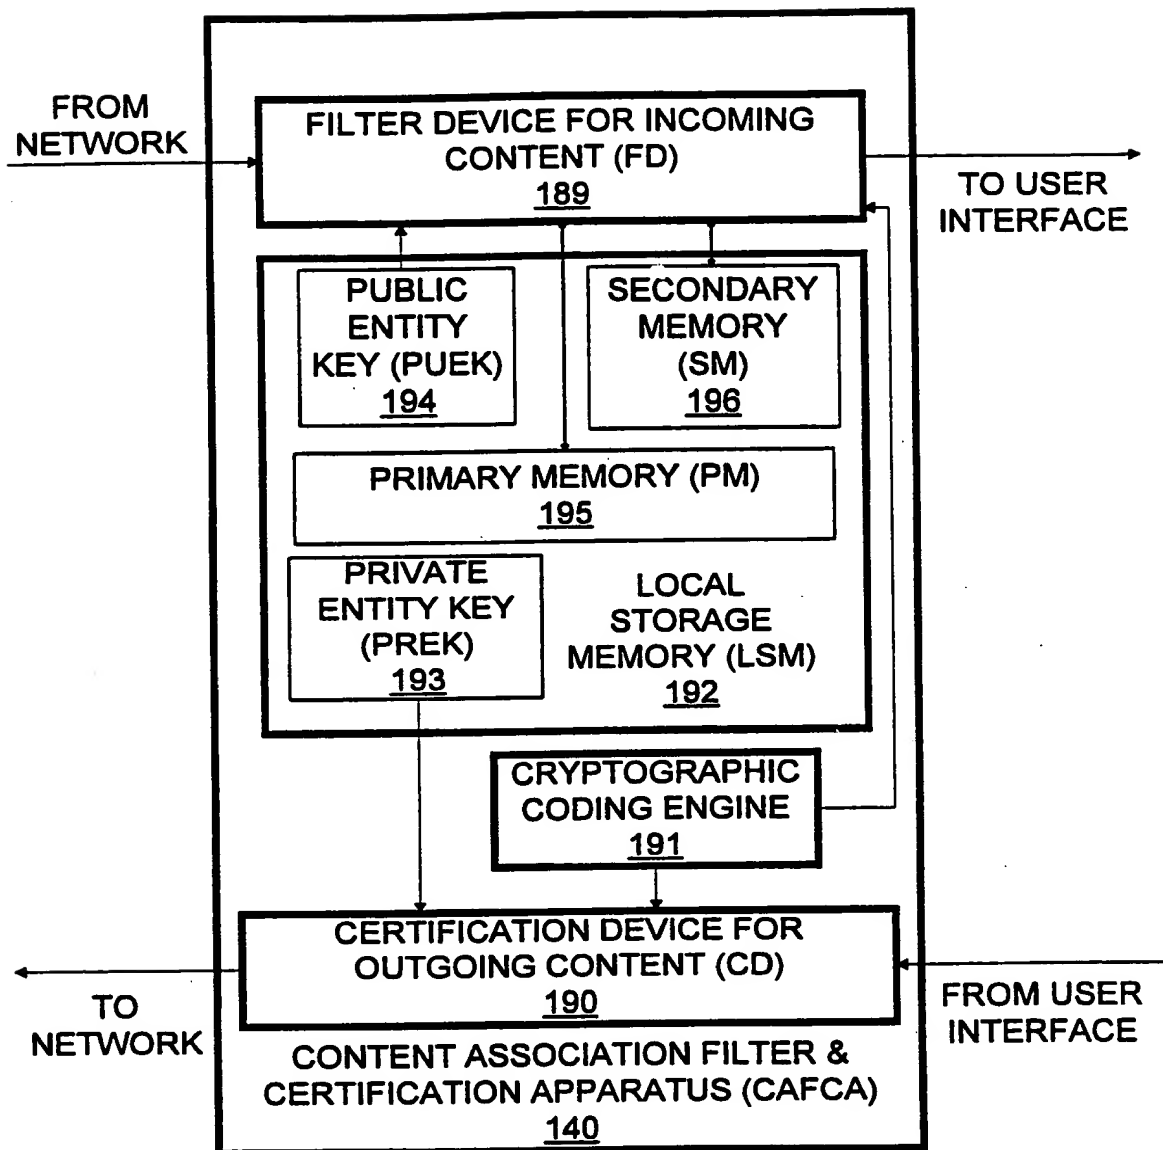 FROM
NETWORK
FILTER DEVICE FOR INCOMING
CONTENT (FD)
189
TO USER
INTERFACE
PUBLIC
ENTITY
KEY (PUEK)
194
SECONDARY
MEMORY
(SM)
196
PRIMARY MEMORY (PM)
195
PRIVATE
ENTITY KEY
(PREK)
193
LOCAL
STORAGE
MEMORY (LSM)
192
CRYPTOGRAPHIC
CODING ENGINE
191
CERTIFICATION DEVICE FOR
OUTGOING CONTENT (CD)
190
TO
NETWORK
FROM USER
INTERFACE
CONTENT ASSOCIATION FILTER &
CERTIFICATION APPARATUS (CAFCA)
140